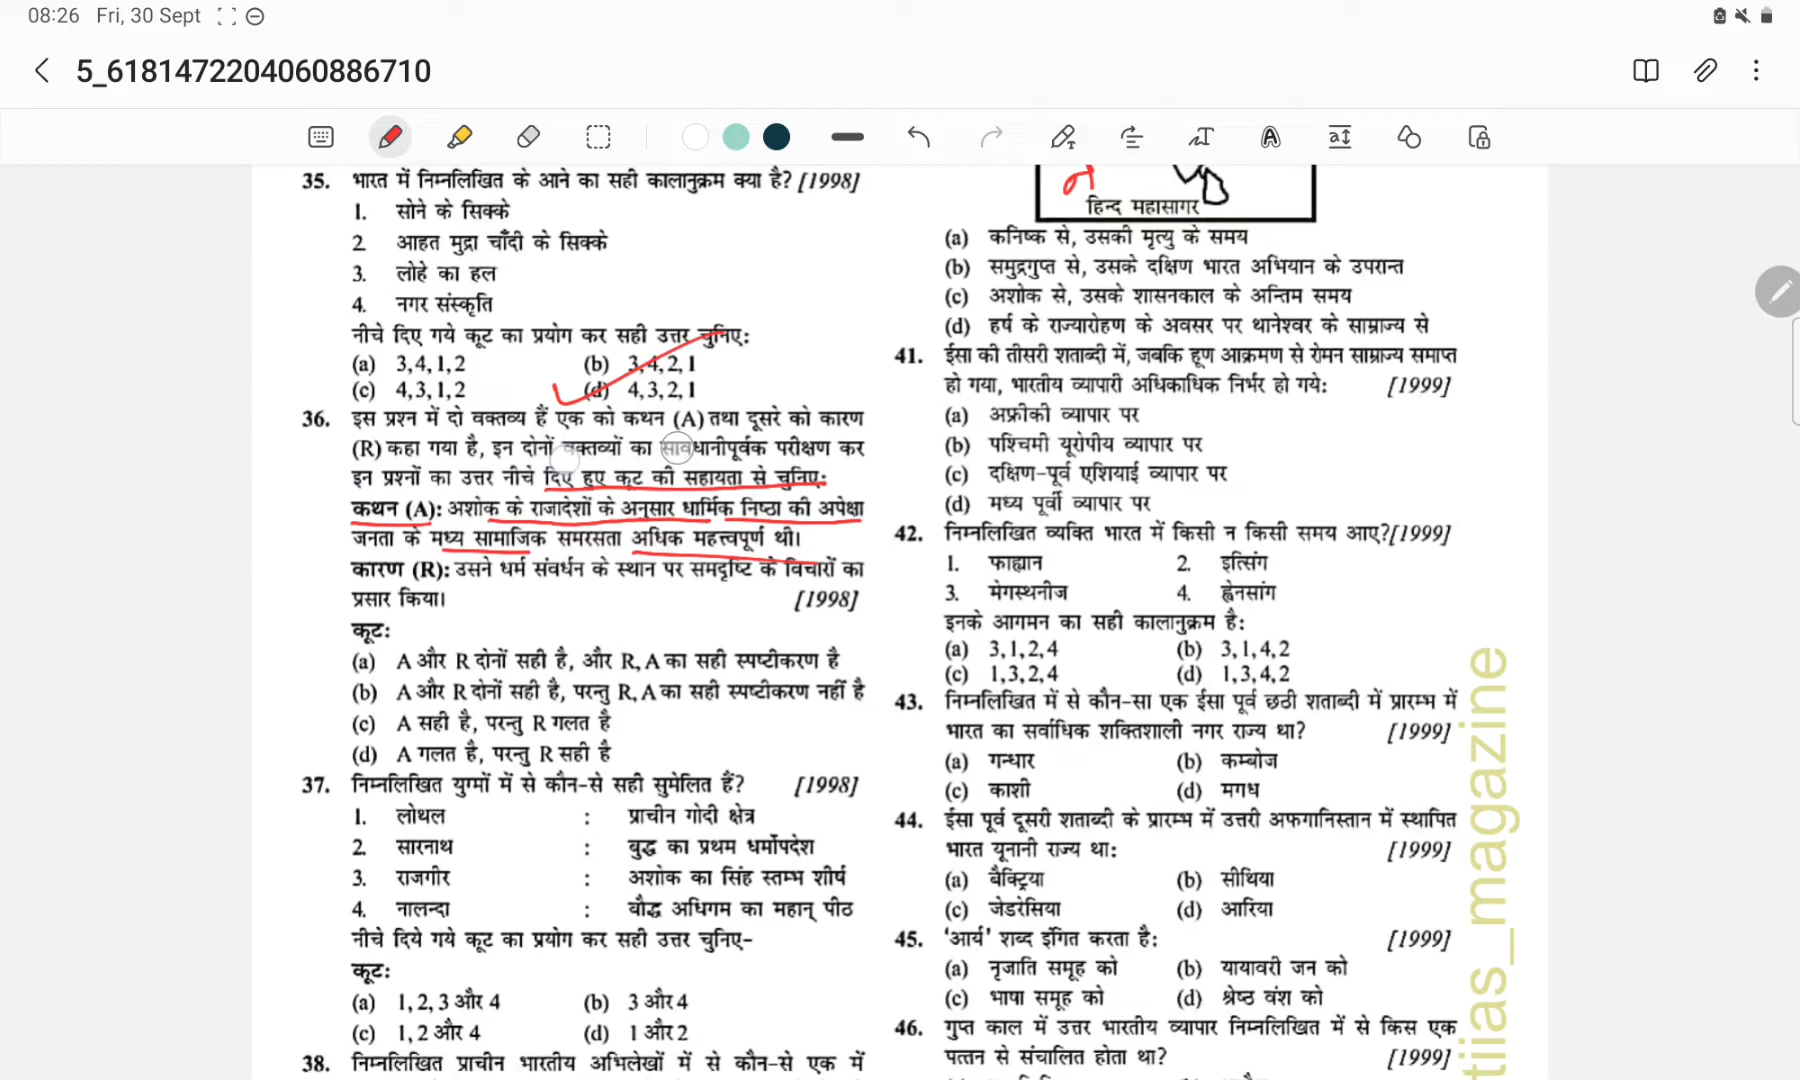 08:26 Fri, 30 Sept
5_6181472204060886710
35. भारत में निम्नलिखित के आने का सही कालानुक्रम क्या है? [1998]
1. सोने के सिक्के
2 आहत मुद्रा चाँदी के सिक्के
3. लोहे का हल
4. नगर संस्कृति
नीचे दिए गये कूट का प्रयोग कर सही उत्तर चुनिए:
(a) 3,4,1,2 (b) 3,4,2,1
(c) 4,3,1,2 (d) 4,3,2,1
36. इस प्रश्न में दो वक्तव्य हैं एक को कथन (A) तथा दूसरे को कारण
(R) कहा गया है, इन दोनों वक्तव्यों का सावधानीपूर्वक परीक्षण कर
इन प्रश्नों का उत्तर नीचे दिए हुए कूट की सहायता से चुनिए:
कथन (A): अशोक के राजादेशों के अनुसार धार्मिक निष्ठा की अपेक्षा
जनता के मध्य सामाजिक समरसता अधिक महत्त्वपूर्ण थी।
कारण (R): उसने धर्म संवर्धन के स्थान पर समदृष्टि के विचारों का
प्रसार किया। [1998]
कूट:
(a) A और R दोनों सही है, और R, A का सही स्पष्टीकरण है
(b) A और R दोनों सही है, परन्तु R, A का सही स्पष्टीकरण नहीं है
(c) A सही है, परन्तु R गलत है
(d) A गलत है, परन्तु R सही है
37. निम्नलिखित युग्मों में से कौन-से सही सुमेलित हैं? [1998]
1. लोथल : प्राचीन गोदी क्षेत्र
2. सारनाथ : बुद्ध का प्रथम धर्मोपदेश
3. राजगीर : अशोक का सिंह स्तम्भ शीर्ष
4. नालन्दा : बौद्ध अधिगम का महान् पीठ
नीचे दिये गये कूट का प्रयोग कर सही उत्तर चुनिए-
कूट:
(a) 1, 2, 3 और 4 (b) 3 और 4
(c) 1, 2 और 4 (d) 1 और 2
38. निम्नलिखित प्राचीन भारतीय अभिलेखों में से कौन-से एक में
हिन्द महासागर
(a) कनिष्क से, उसकी मृत्यु के समय
(b) समुद्रगुप्त से, उसके दक्षिण भारत अभियान के उपरान्त
(c) अशोक से, उसके शासनकाल के अन्तिम समय
(d) हर्ष के राज्यारोहण के अवसर पर थानेश्वर के साम्राज्य से
41. ईसा की तीसरी शताब्दी में, जबकि हूण आक्रमण से रोमन साम्राज्य समाप्त
हो गया, भारतीय व्यापारी अधिकाधिक निर्भर हो गये: [1999]
(a) अफ्रीकी व्यापार पर
(b) पश्चिमी यूरोपीय व्यापार पर
(c) दक्षिण-पूर्व एशियाई व्यापार पर
(d) मध्य पूर्वी व्यापार पर
42. निम्नलिखित व्यक्ति भारत में किसी न किसी समय आए?[1999]
1. फाह्यान 2. इत्सिंग
3. मेगस्थनीज 4. ह्वेनसांग
इनके आगमन का सही कालानुक्रम है:
(a) 3,1,2,4 (b) 3,1,4,2
(c) 1,3,2,4 (d) 1,3,4,2
43. निम्नलिखित में से कौन-सा एक ईसा पूर्व छठी शताब्दी में प्रारम्भ में
भारत का सर्वाधिक शक्तिशाली नगर राज्य था? [1999]
(a) गन्धार (b) कम्बोज
(c) काशी (d) मगध
44. ईसा पूर्व दूसरी शताब्दी के प्रारम्भ में उत्तरी अफगानिस्तान में स्थापित
भारत यूनानी राज्य था: [1999]
(a) बैक्ट्रिया (b) सीथिया
(c) जेडरेसिया (d) आरिया
45. ‘आर्य’ शब्द इंगित करता है: [1999]
(a) नृजाति समूह को (b) यायावरी जन को
(c) भाषा समूह को (d) श्रेष्ठ वंश को
46. गुप्त काल में उत्तर भारतीय व्यापार निम्नलिखित में से किस एक
पत्तन से संचालित होता था? [1999]
tiias_magazine